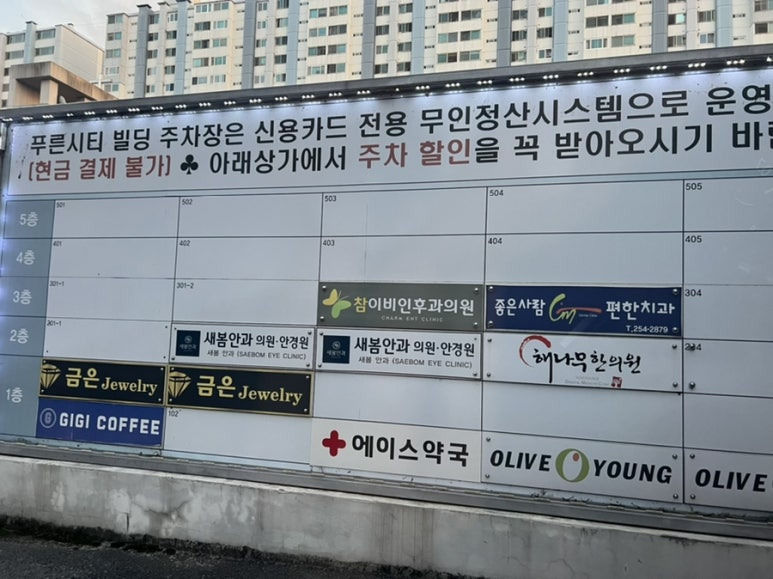 푸른시티 빌딩 주차장은 신용카드 전용 무인정산시스템으로 운영
(현금 결제 불가) ♣ 아래상가에서 주차 할인을 꼭 받아오시기
5층 501 502 503 504 505
4층 401 402 403 404 405
3층 301-1 301-2 참이비인후과의원 좋은사람 편한치과 304
CHARM ENT CLINIC T.254-2879
2층 새봄안과 의원·안경원 새봄안과 의원·안경원 해나무한의원
새봄 안과 (SAEBOM EYE CLINIC) 새봄 안과 (SAEBOM EYE CLINIC)
1층 금은 Jewelry 금은 Jewelry
GIGI COFFEE 102 에이스약국 OLIVE YOUNG OLIVE